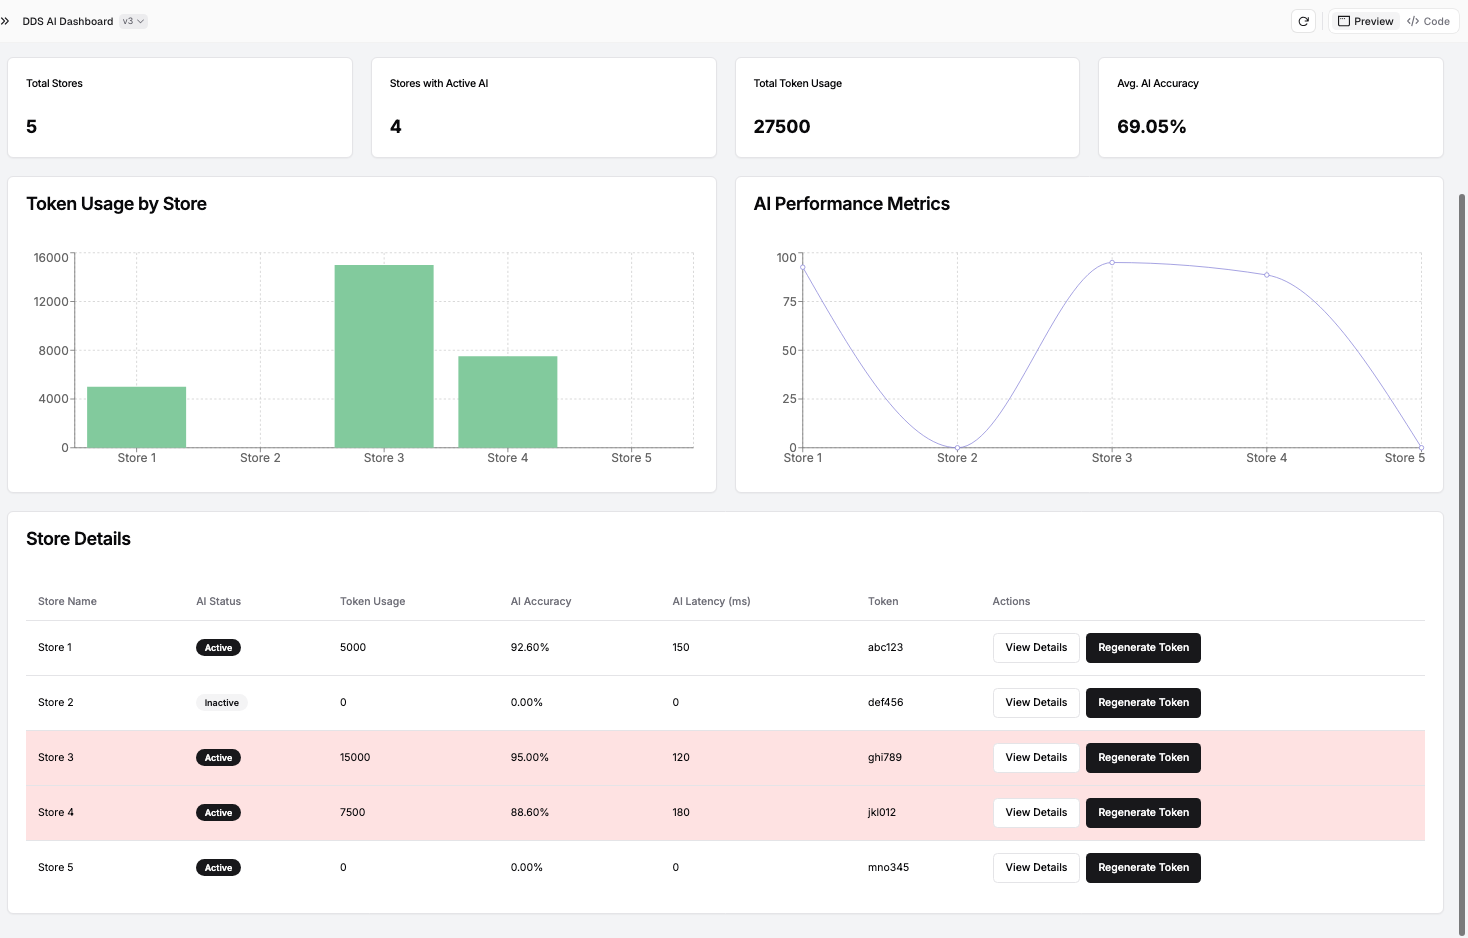 DDS AI Dashboard v3
Preview Code
Total Stores
5
Stores with Active AI
4
Total Token Usage
27500
Avg. AI Accuracy
69.05%
Token Usage by Store
16000
12000
8000
4000
0
Store 1 Store 2 Store 3 Store 4 Store 5
AI Performance Metrics
100
75
50
25
0
Store 1 Store 2 Store 3 Store 4 Store 5
Store Details
Store Name AI Status Token Usage AI Accuracy AI Latency (ms) Token Actions
Store 1 Active 5000 92.60% 150 abc123 View Details Regenerate Token
Store 2 Inactive 0 0.00% 0 def456 View Details Regenerate Token
Store 3 Active 15000 95.00% 120 ghi789 View Details Regenerate Token
Store 4 Active 7500 88.60% 180 jkl012 View Details Regenerate Token
Store 5 Active 0 0.00% 0 mno345 View Details Regenerate Token